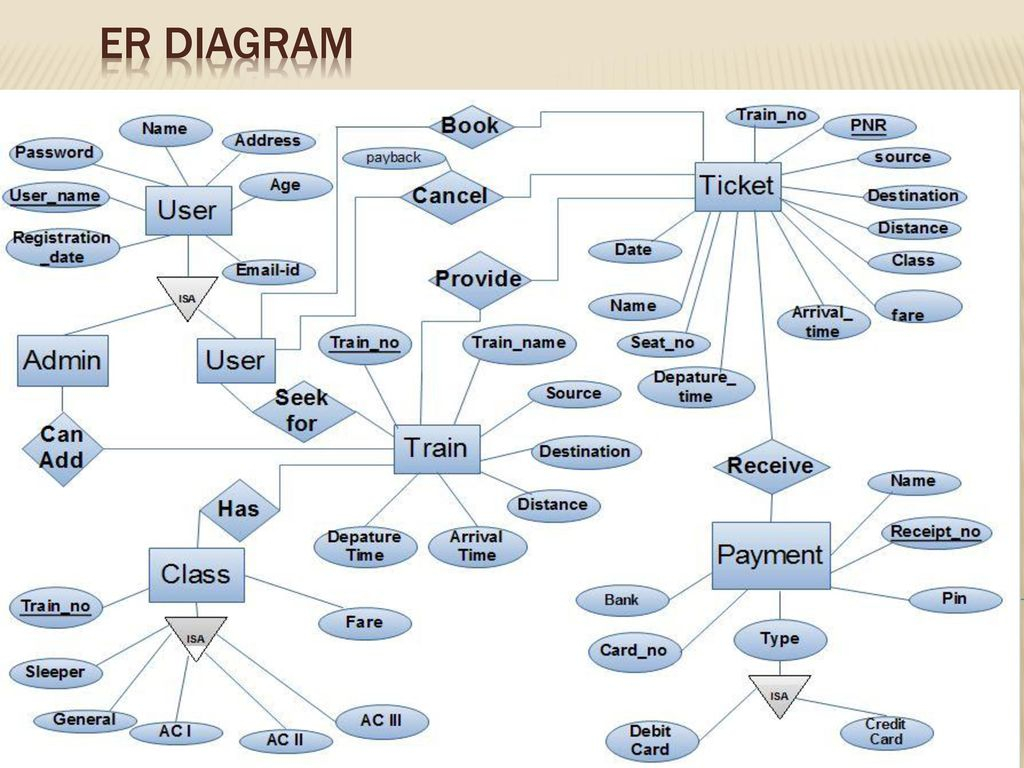 ER DIAGRAM
Book
Train_no
Name
PNR
Address
Password
payback
source
Ticket
Age
User_name
Cancel
Destination
User
Distance
Registration
_date
Date
Class
Email-id
Provide
ISA
Name
Arrival_
time
fare
Train_no
Train_name
Seat_no
Admin
User
Depature_
time
Seek
for
Source
Can
Add
Train
Destination
Receive
Name
Distance
Has
Depature
Time
Arrival
Time
Receipt_no
Payment
Class
Train_no
Bank
Pin
Fare
ISA
Type
Card_no
Sleeper
ISA
General
AC I
AC II
AC III
Debit
Card
Credit
Card